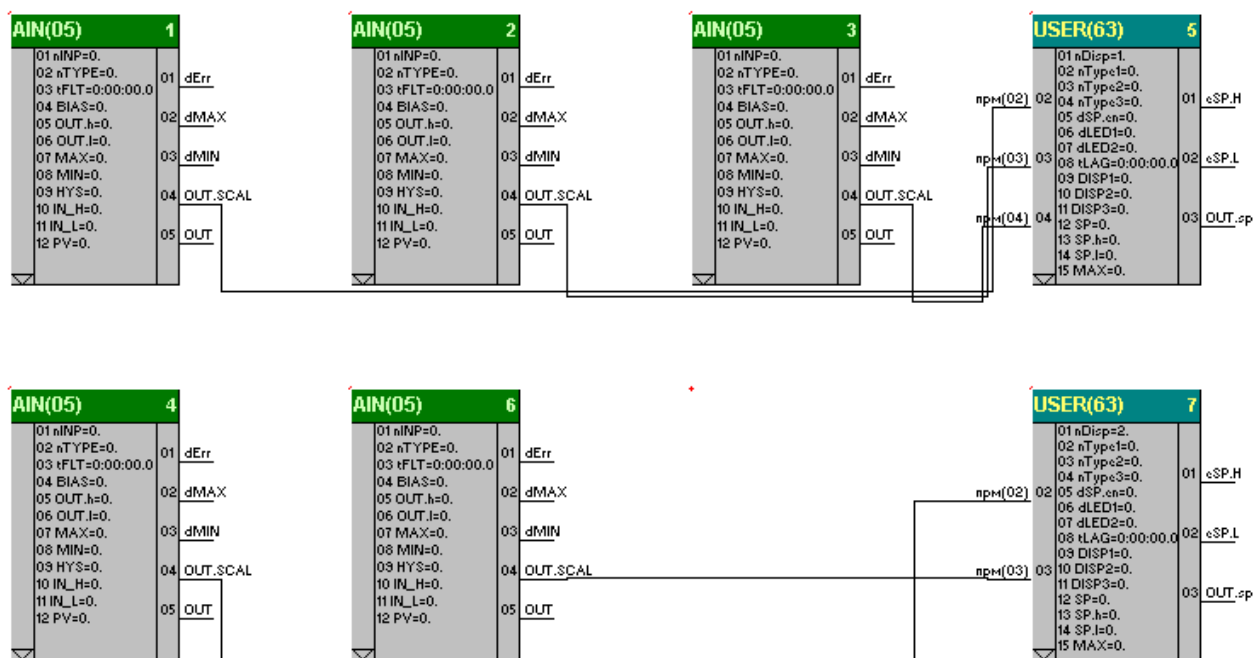 AIN(05) 1
01 nINP=0.
02 nTYPE=0.
03 tFLT=0:00:00.0
04 BIAS=0.
05 OUT.h=0.
06 OUT.l=0.
07 MAX=0.
08 MIN=0.
09 HYS=0.
10 IN_H=0.
11 IN_L=0.
12 PV=0.
01 dErr
02 dMAX
03 dMIN
04 OUT.SCAL
05 OUT
AIN(05) 2
01 nINP=0.
02 nTYPE=0.
03 tFLT=0:00:00.0
04 BIAS=0.
05 OUT.h=0.
06 OUT.l=0.
07 MAX=0.
08 MIN=0.
09 HYS=0.
10 IN_H=0.
11 IN_L=0.
12 PV=0.
01 dErr
02 dMAX
03 dMIN
04 OUT.SCAL
05 OUT
AIN(05) 3
01 nINP=0.
02 nTYPE=0.
03 tFLT=0:00:00.0
04 BIAS=0.
05 OUT.h=0.
06 OUT.l=0.
07 MAX=0.
08 MIN=0.
09 HYS=0.
10 IN_H=0.
11 IN_L=0.
12 PV=0.
01 dErr
02 dMAX
03 dMIN
04 OUT.SCAL
05 OUT
USER(63) 5
прм(02) 02
прм(03) 03
прм(04) 04
01 nDisp=1.
02 nType1=0.
03 nType2=0.
04 nType3=0.
05 dSP.en=0.
06 dLED1=0.
07 dLED2=0.
08 tLAG=0:00:00.0
09 DISP1=0.
10 DISP2=0.
11 DISP3=0.
12 SP=0.
13 SP.h=0.
14 SP.l=0.
15 MAX=0.
01 eSP.H
02 eSP.L
03 OUT.sp
AIN(05) 4
01 nINP=0.
02 nTYPE=0.
03 tFLT=0:00:00.0
04 BIAS=0.
05 OUT.h=0.
06 OUT.l=0.
07 MAX=0.
08 MIN=0.
09 HYS=0.
10 IN_H=0.
11 IN_L=0.
12 PV=0.
01 dErr
02 dMAX
03 dMIN
04 OUT.SCAL
05 OUT
AIN(05) 6
01 nINP=0.
02 nTYPE=0.
03 tFLT=0:00:00.0
04 BIAS=0.
05 OUT.h=0.
06 OUT.l=0.
07 MAX=0.
08 MIN=0.
09 HYS=0.
10 IN_H=0.
11 IN_L=0.
12 PV=0.
01 dErr
02 dMAX
03 dMIN
04 OUT.SCAL
05 OUT
USER(63) 7
прм(02) 02
прм(03) 03
01 nDisp=2.
02 nType1=0.
03 nType2=0.
04 nType3=0.
05 dSP.en=0.
06 dLED1=0.
07 dLED2=0.
08 tLAG=0:00:00.0
09 DISP1=0.
10 DISP2=0.
11 DISP3=0.
12 SP=0.
13 SP.h=0.
14 SP.l=0.
15 MAX=0.
01 eSP.H
02 eSP.L
03 OUT.sp